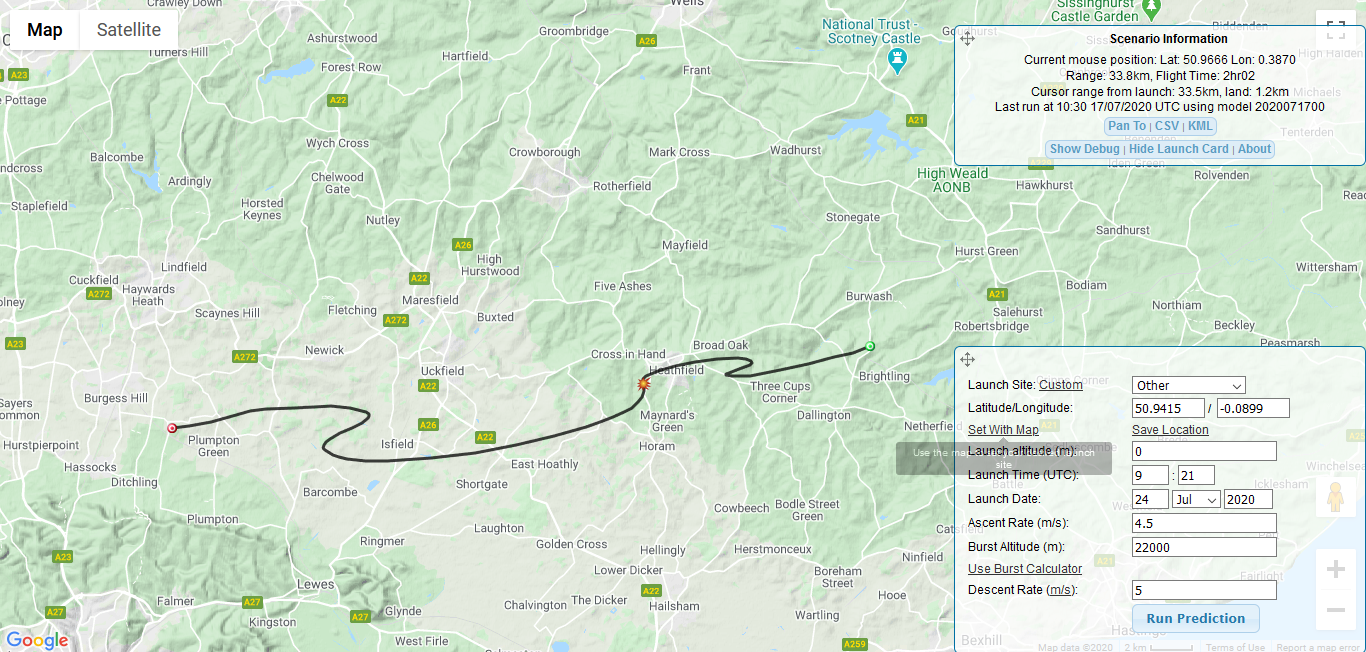 Map
Satellite
Crawley Down
Turners Hill
Ashurstwood
Forest Row
Hartfield
Groombridge
Wells
A26
Frant
National Trust -
Scotney Castle
Sissinghurst
Castle Garden
Biddenden
Goudhurst
High Halden
A23
e Pottage
A22
Wych Cross
Crowborough
Mark Cross
Wadhurst
A21
Tenterden
Balcombe
Ardingly
Chelwood
Gate
Rotherfield
High Weald
AONB
Iden Green
Rolvenden
Hawkhurst
ndcross
Staplefield
Horsted
Keynes
Nutley
Stonegate
Sandhurst
Read
Mayfield
Hurst Green
Wittersham
A26
High
Hurstwood
Lindfield
Cuckfield
A272
Haywards
Heath
A22
Maresfield
Five Ashes
Burwash
A21
Bodiam
Northiam
Salehurst
Robertsbridge
Beckley
Peasmarsh
olney
Scaynes Hill
Fletching
A272
Buxted
A23
A272
Newick
Cross in Hand
Broad Oak
Heathfield
Uckfield
A22
Three Cups
Corner
Brightling
Burgess Hill
Sayers
ommon
Maynard's
Green
Dallington
Netherfield
A26
A22
Hurstpierpoint
Plumpton
Green
Isfield
Horam
Hassocks
Ditchling
East Hoathly
Barcombe
Shortgate
Plumpton
Laughton
Cowbeech
Bodle Street
Green
Ringmer
Golden Cross
Hellingly
Herstmonceux
Ninfield
A23
Lewes
Lower Dicker
Boreham
Street
A22
Hooe
A27
Falmer
A27
Kingston
A27
Glynde
Chalvington
The Dicker
Hailsham
Wartling
West Firle
A259
Bexhill
Google
Scenario Information
Current mouse position: Lat: 50.9666 Lon: 0.3870
Range: 33.8km, Flight Time: 2hr02
Cursor range from launch: 33.5km, land: 1.2km
Last run at 10:30 17/07/2020 UTC using model 2020071700
Pan To | CSV | KML
Show Debug | Hide Launch Card | About
Launch Site: Custom
Other
Latitude/Longitude:
50.9415 / -0.0899
Set With Map
Save Location
Launch altitude (m):
0
Launch Time (UTC):
9 : 21
Launch Date:
24 Jul 2020
Ascent Rate (m/s):
4.5
Burst Altitude (m):
22000
Use Burst Calculator
Descent Rate (m/s):
5
Run Prediction
Winchelsea
Icklesham
A21
Fairlight
Hastings
Battle
Map data ©2020
2 km
Terms of Use
Report a map error